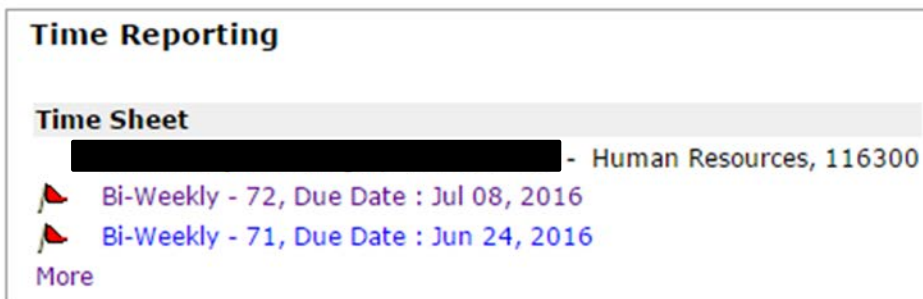 Time Reporting
Time Sheet
- Human Resources, 116300
Bi-Weekly - 72, Due Date : Jul 08, 2016
Bi-Weekly - 71, Due Date : Jun 24, 2016
More